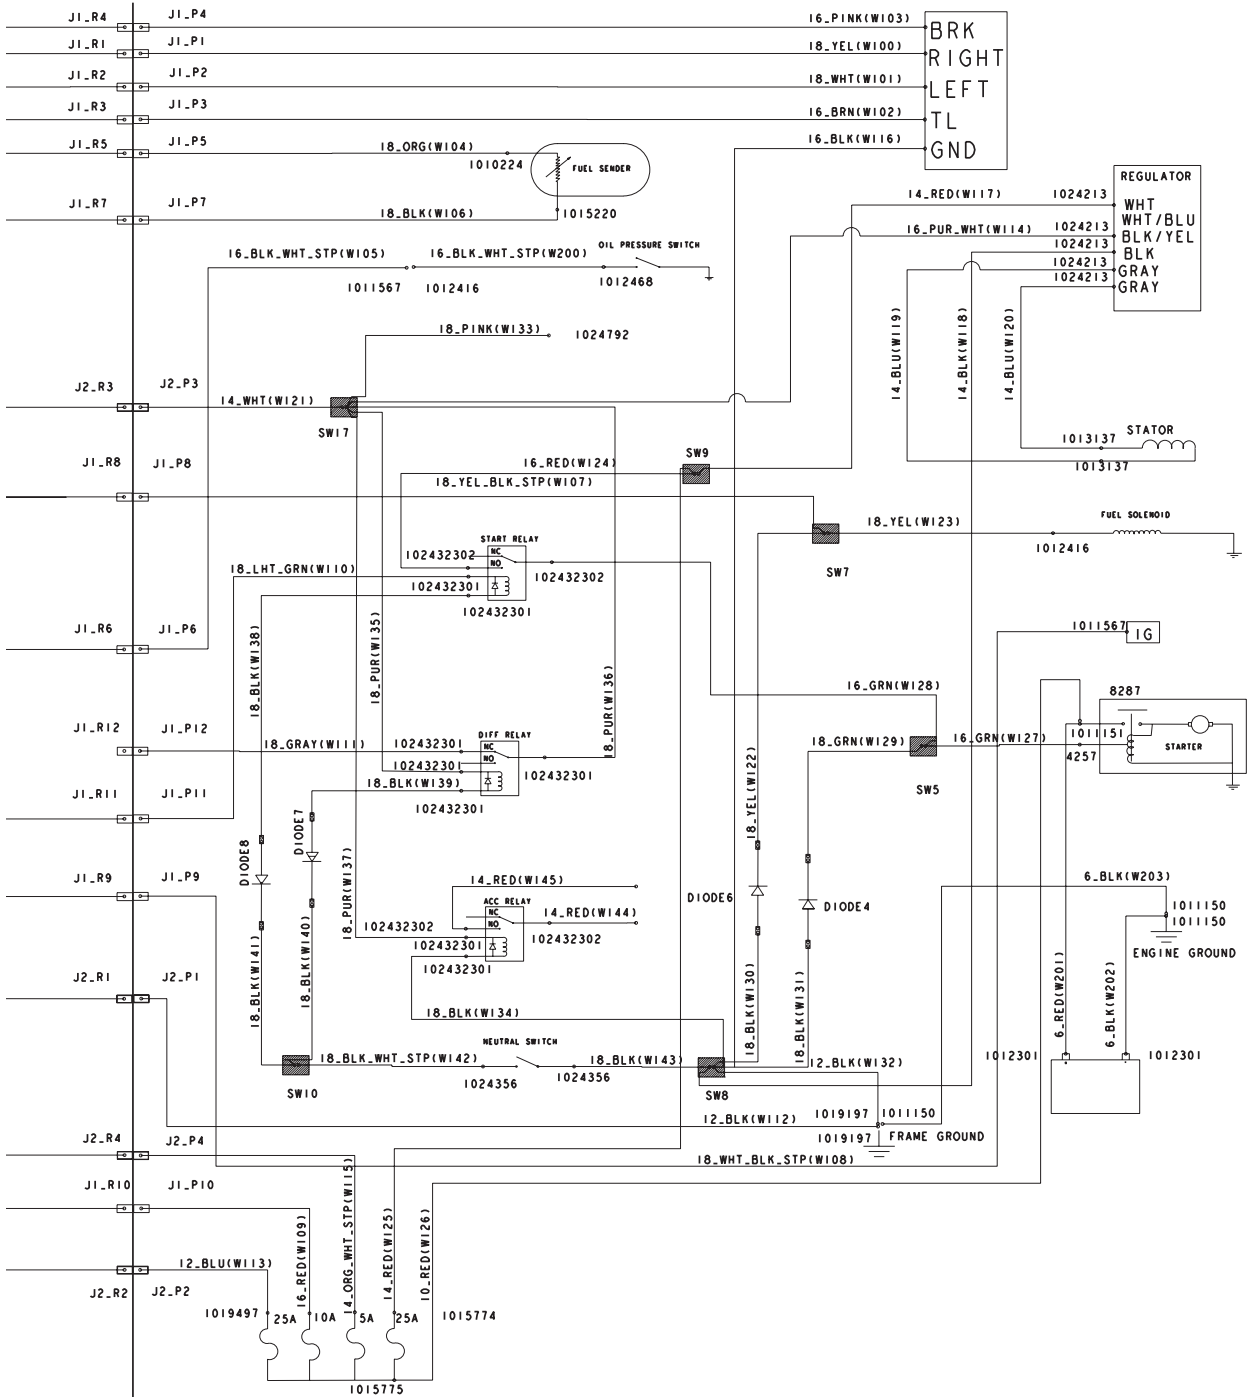 J1_R4 J1_P4 16_PINK(W103) BRK
J1_R1 J1_P1 18_YEL(W100) RIGHT
J1_R2 J1_P2 18_WHT(W101) LEFT
J1_R3 J1_P3 16_BRN(W102) TL
J1_R5 J1_P5 18_ORG(W104) 16_BLK(W116) GND
1010224 FUEL SENDER
REGULATOR
J1_R7 J1_P7 18_BLK(W106) 1015220 14_RED(W117) 1024213 WHT
WHT/BLU
16_PUR_WHT(W114) 1024213 BLK/YEL
16_BLK_WHT_STP(W105) 16_BLK_WHT_STP(W200) OIL PRESSURE SWITCH 1024213 BLK
1024213 GRAY
1011567 1012416 1012468 1024213 GRAY
18_PINK(W133) 1024792
14_BLU(W119)
14_BLK(W118)
14_BLU(W120)
J2_R3 J2_P3 14_WHT(W121)
SW17
1013137 STATOR
1013137
J1_R8 J1_P8 16_RED(W124) SW9
18_YEL_BLK_STP(W107)
18_YEL(W123) FUEL SOLENOID
1012416
SW7
START RELAY
NC
NO
102432302
102432302
18_LHT_GRN(W110) 102432301
102432301
J1_R6 J1_P6
18_BLK(W138)
18_PUR(W135)
18_PUR(W136)
1011567 IG
16_GRN(W128)
8287
J1_R12 J1_P12 18_GRAY(W111) 102432301
DIFF RELAY
NC
NO
102432301
102432301
18_BLK(W139)
102432301
18_YEL(W122)
18_GRN(W129) 16_GRN(W127) 1011151 STARTER
4257
SW5
J1_R11 J1_P11
DIODE8
DIODE7
18_PUR(W137)
J1_R9 J1_P9
14_RED(W145)
ACC RELAY
NC
NO
14_RED(W144)
102432302
102432301
102432302
102432301
DIODE6 DIODE4
6_BLK(W203)
1011150
1011150
ENGINE GROUND
J2_R1 J2_P1
18_BLK(W141)
18_BLK(W140)
18_BLK(W134)
18_BLK(W130)
18_BLK(W131)
6_RED(W201)
6_BLK(W202)
NEUTRAL SWITCH
18_BLK_WHT_STP(W142) 18_BLK(W143) 12_BLK(W132) 1012301 1012301
SW10 1024356 1024356 SW8
12_BLK(W112) 1019197 1011150
J2_R4 J2_P4 1019197 FRAME GROUND
18_WHT_BLK_STP(W108)
J1_R10 J1_P10
16_RED(W109)
14_ORG_WHT_STP(W115)
14_RED(W125)
10_RED(W126)
12_BLU(W113)
J2_R2 J2_P2
1019497 25A 10A 5A 25A 1015774
1015775